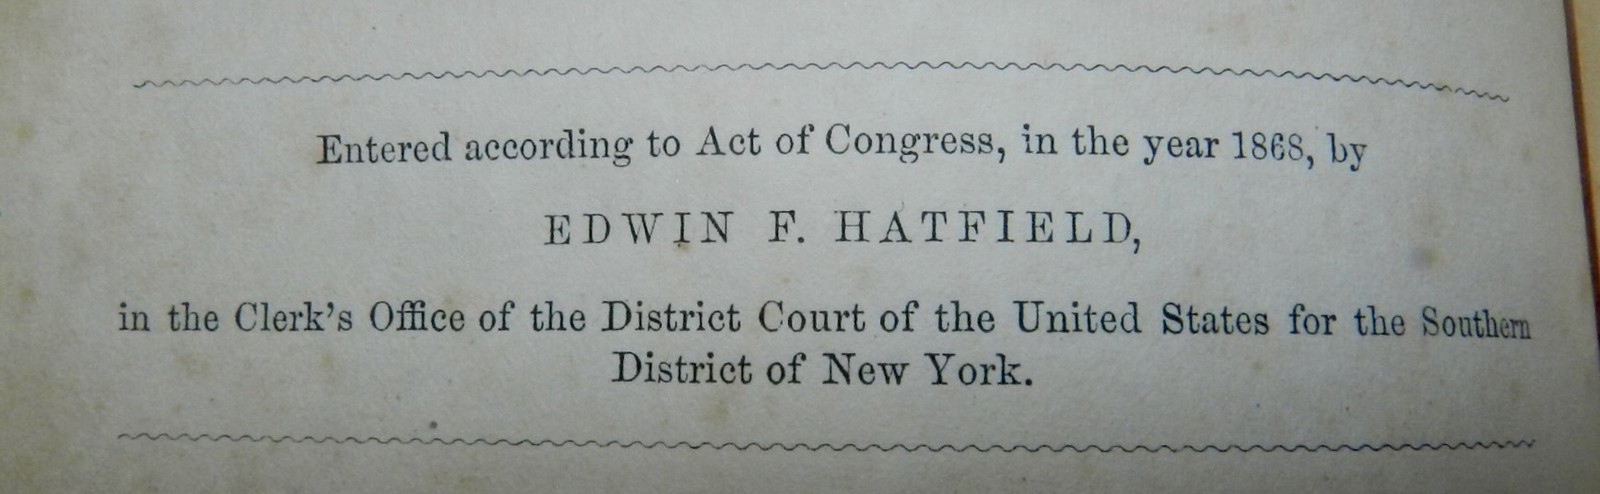 Entered according to Act of Congress, in the year 1868, by
EDWIN F. HATFIELD,
in the Clerk's Office of the District Court of the United States for the Southern
District of New York.